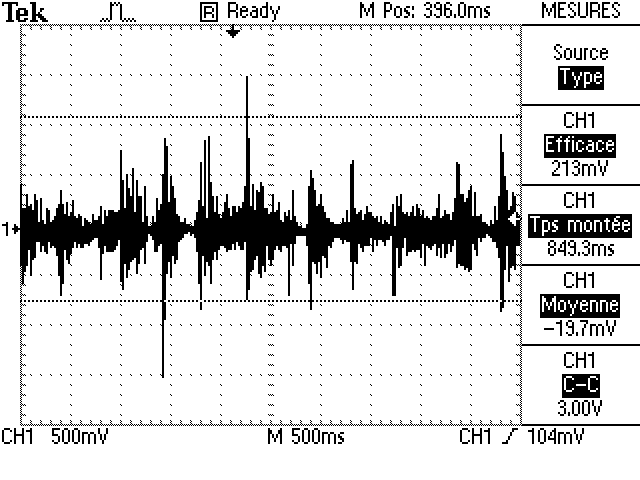 Tek R Ready M Pos: 396.0ms MESURES
Source
Type
CH1
Efficace
213mV
CH1
Tps montée
849.3ms
CH1
Moyenne
-19.7mV
CH1
C-C
3.00V
1
CH1 500mV M 500ms CH1 104mV